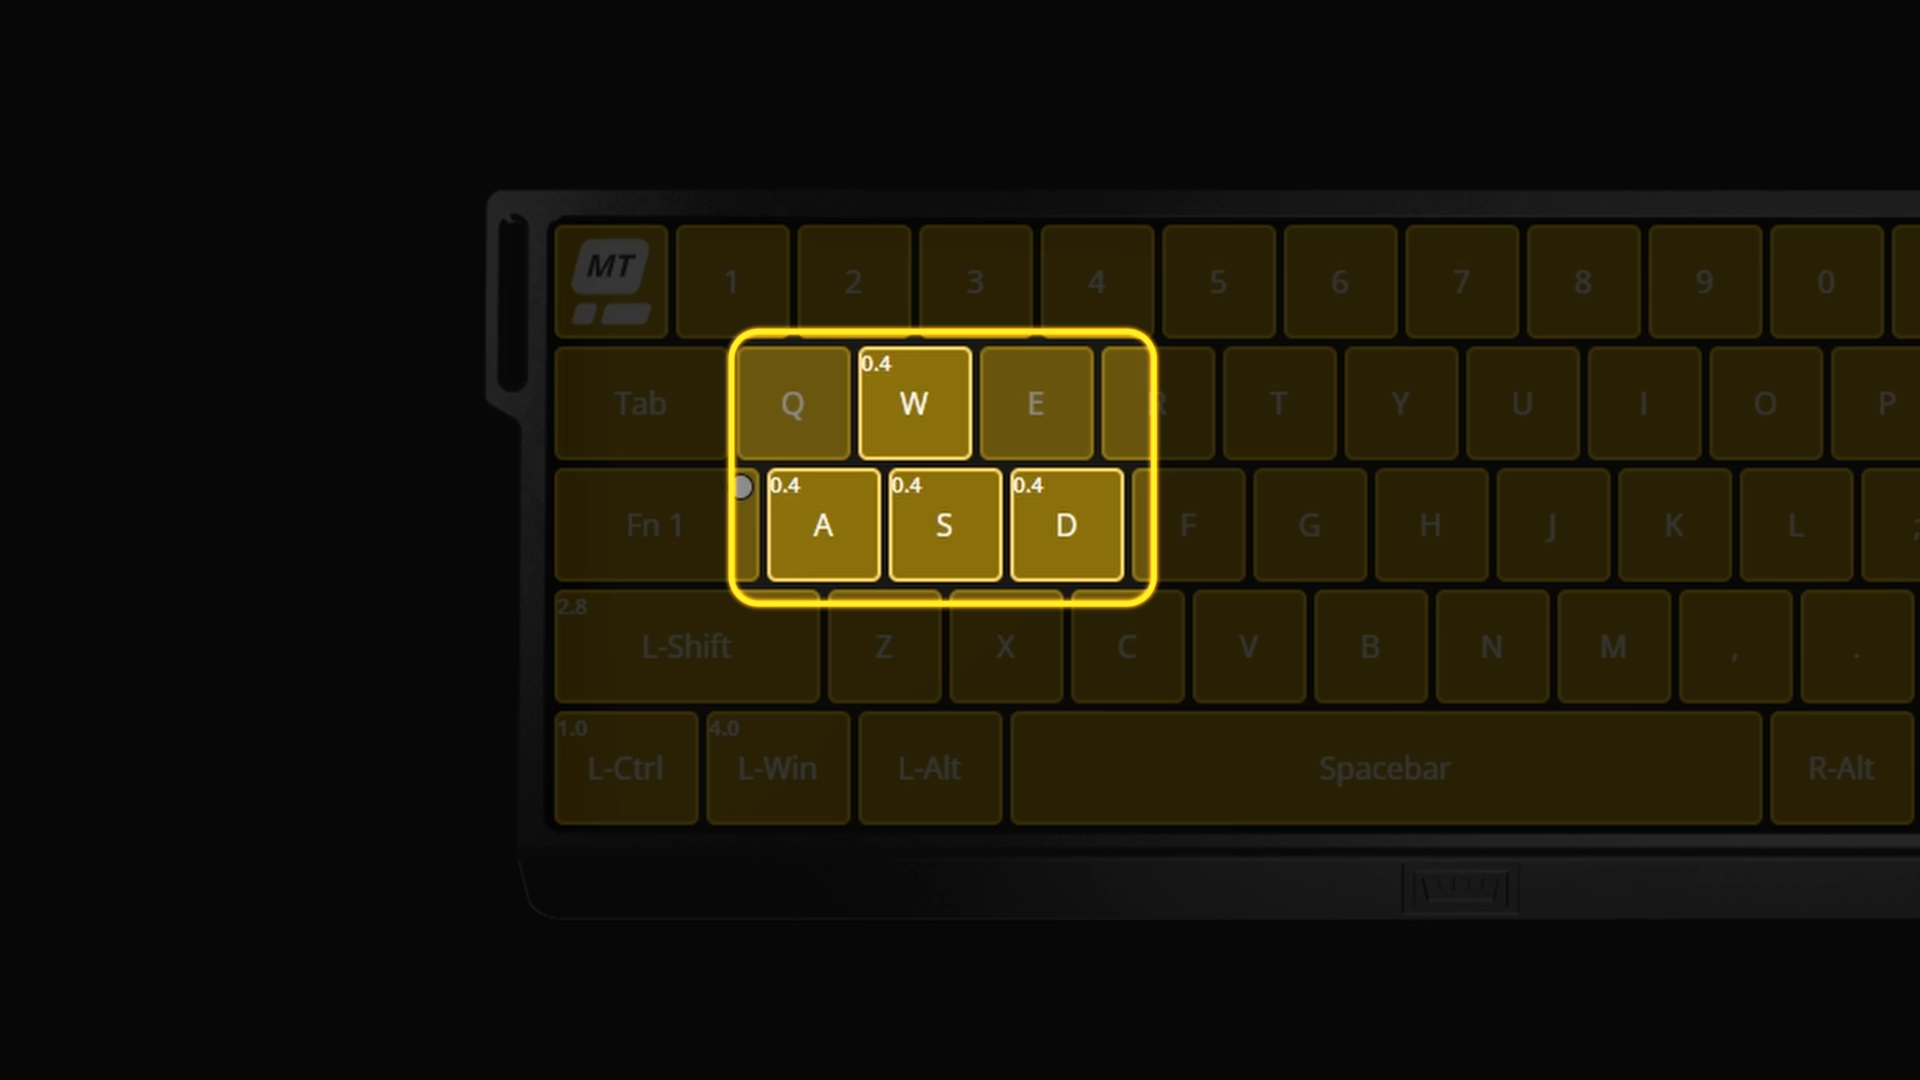 MT 1 2 3 4 5 6 7 8 9 0
Tab Q 0.4 W E R T Y U I O P
Fn 1 0.4 A 0.4 S 0.4 D F G H J K L ;
2.8 L-Shift Z X C V B N M , .
1.0 L-Ctrl 4.0 L-Win L-Alt Spacebar R-Alt